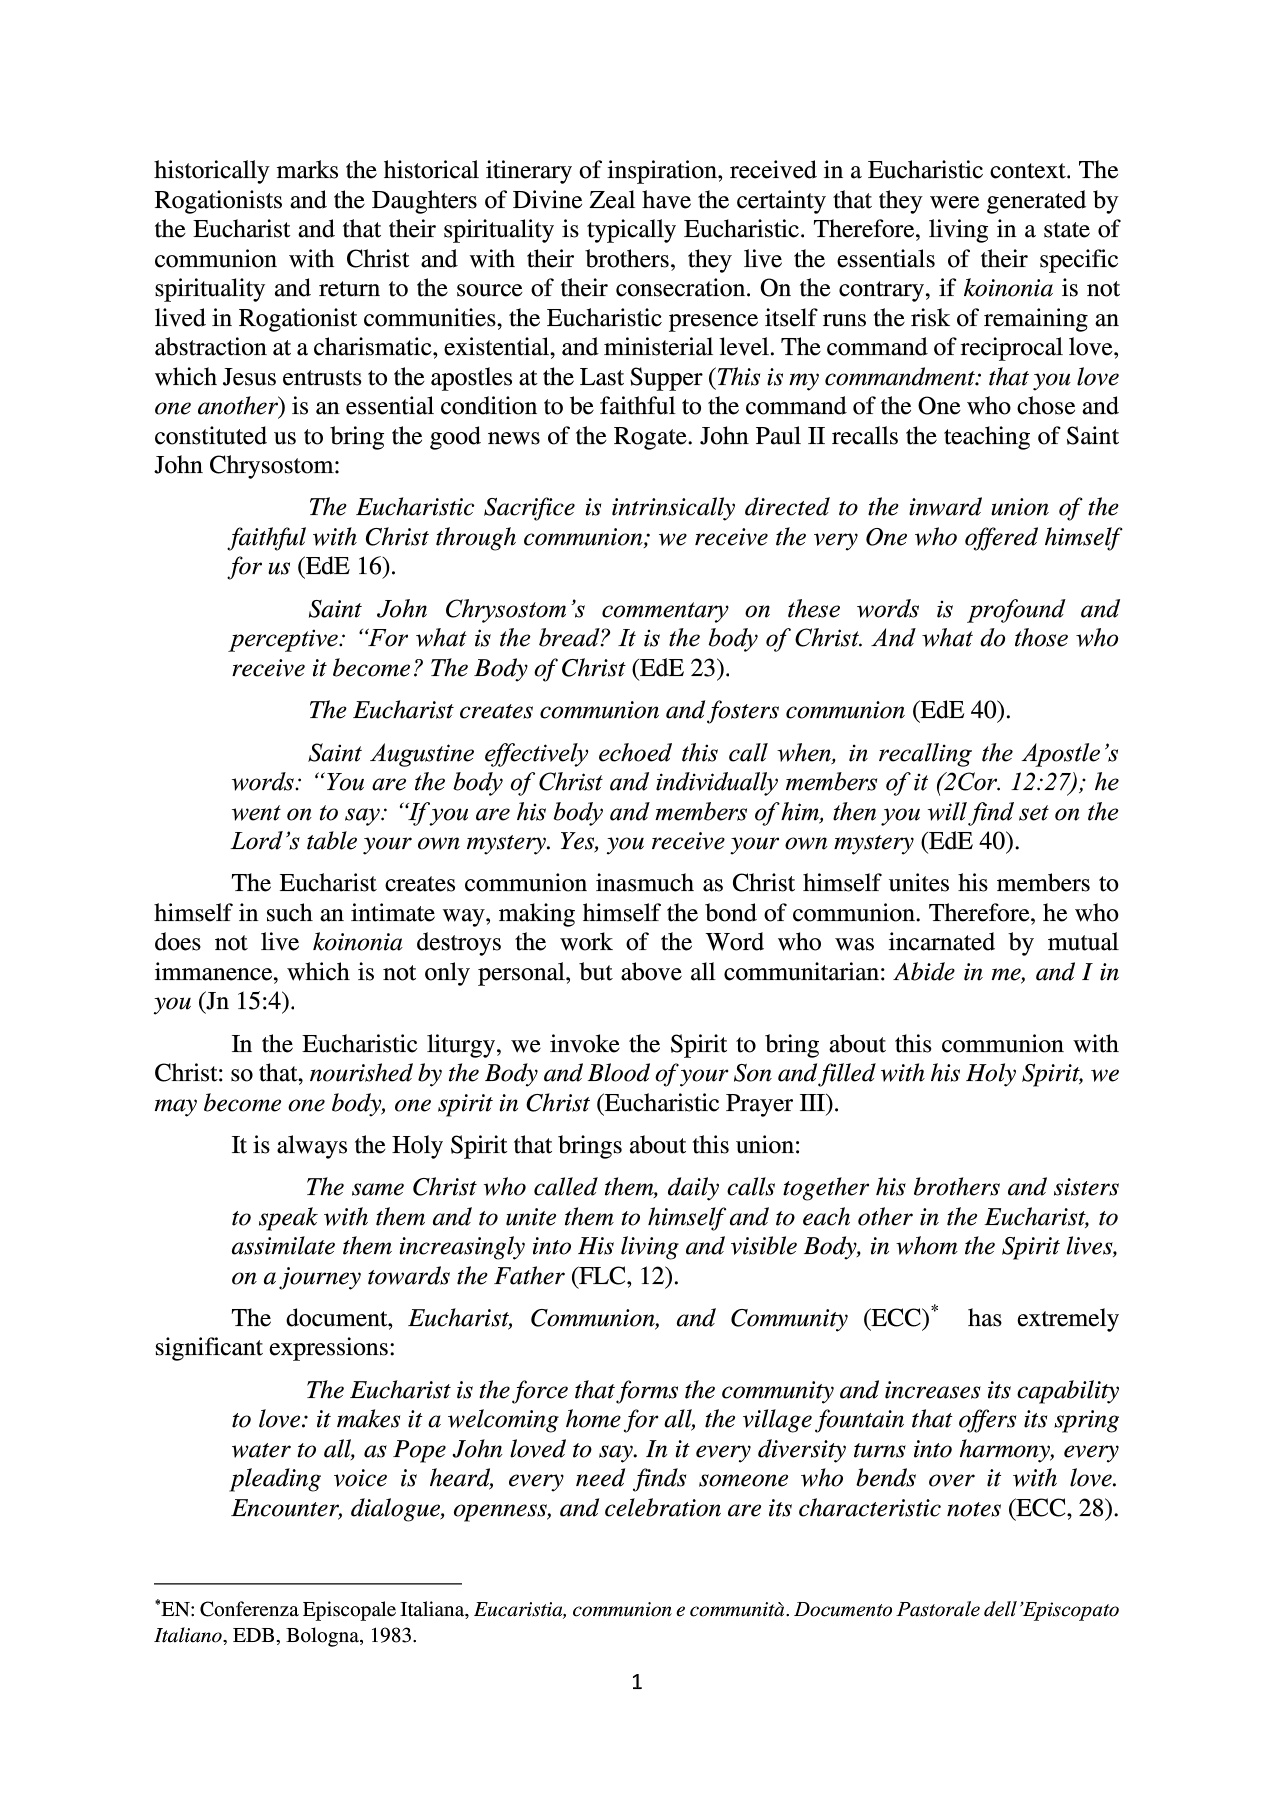 historically marks the historical itinerary of inspiration, received in a Eucharistic context. The
Rogationists and the Daughters of Divine Zeal have the certainty that they were generated by
the Eucharist and that their spirituality is typically Eucharistic. Therefore, living in a state of
communion with Christ and with their brothers, they live the essentials of their specific
spirituality and return to the source of their consecration. On the contrary, if koinonia is not
lived in Rogationist communities, the Eucharistic presence itself runs the risk of remaining an
abstraction at a charismatic, existential, and ministerial level. The command of reciprocal love,
which Jesus entrusts to the apostles at the Last Supper (This is my commandment: that you love
one another) is an essential condition to be faithful to the command of the One who chose and
constituted us to bring the good news of the Rogate. John Paul II recalls the teaching of Saint
John Chrysostom:
The Eucharistic Sacrifice is intrinsically directed to the inward union of the
faithful with Christ through communion; we receive the very One who offered himself
for us (EdE 16).
Saint John Chrysostom’s commentary on these words is profound and
perceptive: “For what is the bread? It is the body of Christ. And what do those who
receive it become? The Body of Christ (EdE 23).
The Eucharist creates communion and fosters communion (EdE 40).
Saint Augustine effectively echoed this call when, in recalling the Apostle’s
words: “You are the body of Christ and individually members of it (2Cor. 12:27); he
went on to say: “If you are his body and members of him, then you will find set on the
Lord’s table your own mystery. Yes, you receive your own mystery (EdE 40).
The Eucharist creates communion inasmuch as Christ himself unites his members to
himself in such an intimate way, making himself the bond of communion. Therefore, he who
does not live koinonia destroys the work of the Word who was incarnated by mutual
immanence, which is not only personal, but above all communitarian: Abide in me, and I in
you (Jn 15:4).
In the Eucharistic liturgy, we invoke the Spirit to bring about this communion with
Christ: so that, nourished by the Body and Blood of your Son and filled with his Holy Spirit, we
may become one body, one spirit in Christ (Eucharistic Prayer III).
It is always the Holy Spirit that brings about this union:
The same Christ who called them, daily calls together his brothers and sisters
to speak with them and to unite them to himself and to each other in the Eucharist, to
assimilate them increasingly into His living and visible Body, in whom the Spirit lives,
on a journey towards the Father (FLC, 12).
The document, Eucharist, Communion, and Community (ECC)* has extremely
significant expressions:
The Eucharist is the force that forms the community and increases its capability
to love: it makes it a welcoming home for all, the village fountain that offers its spring
water to all, as Pope John loved to say. In it every diversity turns into harmony, every
pleading voice is heard, every need finds someone who bends over it with love.
Encounter, dialogue, openness, and celebration are its characteristic notes (ECC, 28).
*EN: Conferenza Episcopale Italiana, Eucaristia, communion e communità. Documento Pastorale dell’Episcopato
Italiano, EDB, Bologna, 1983.
1